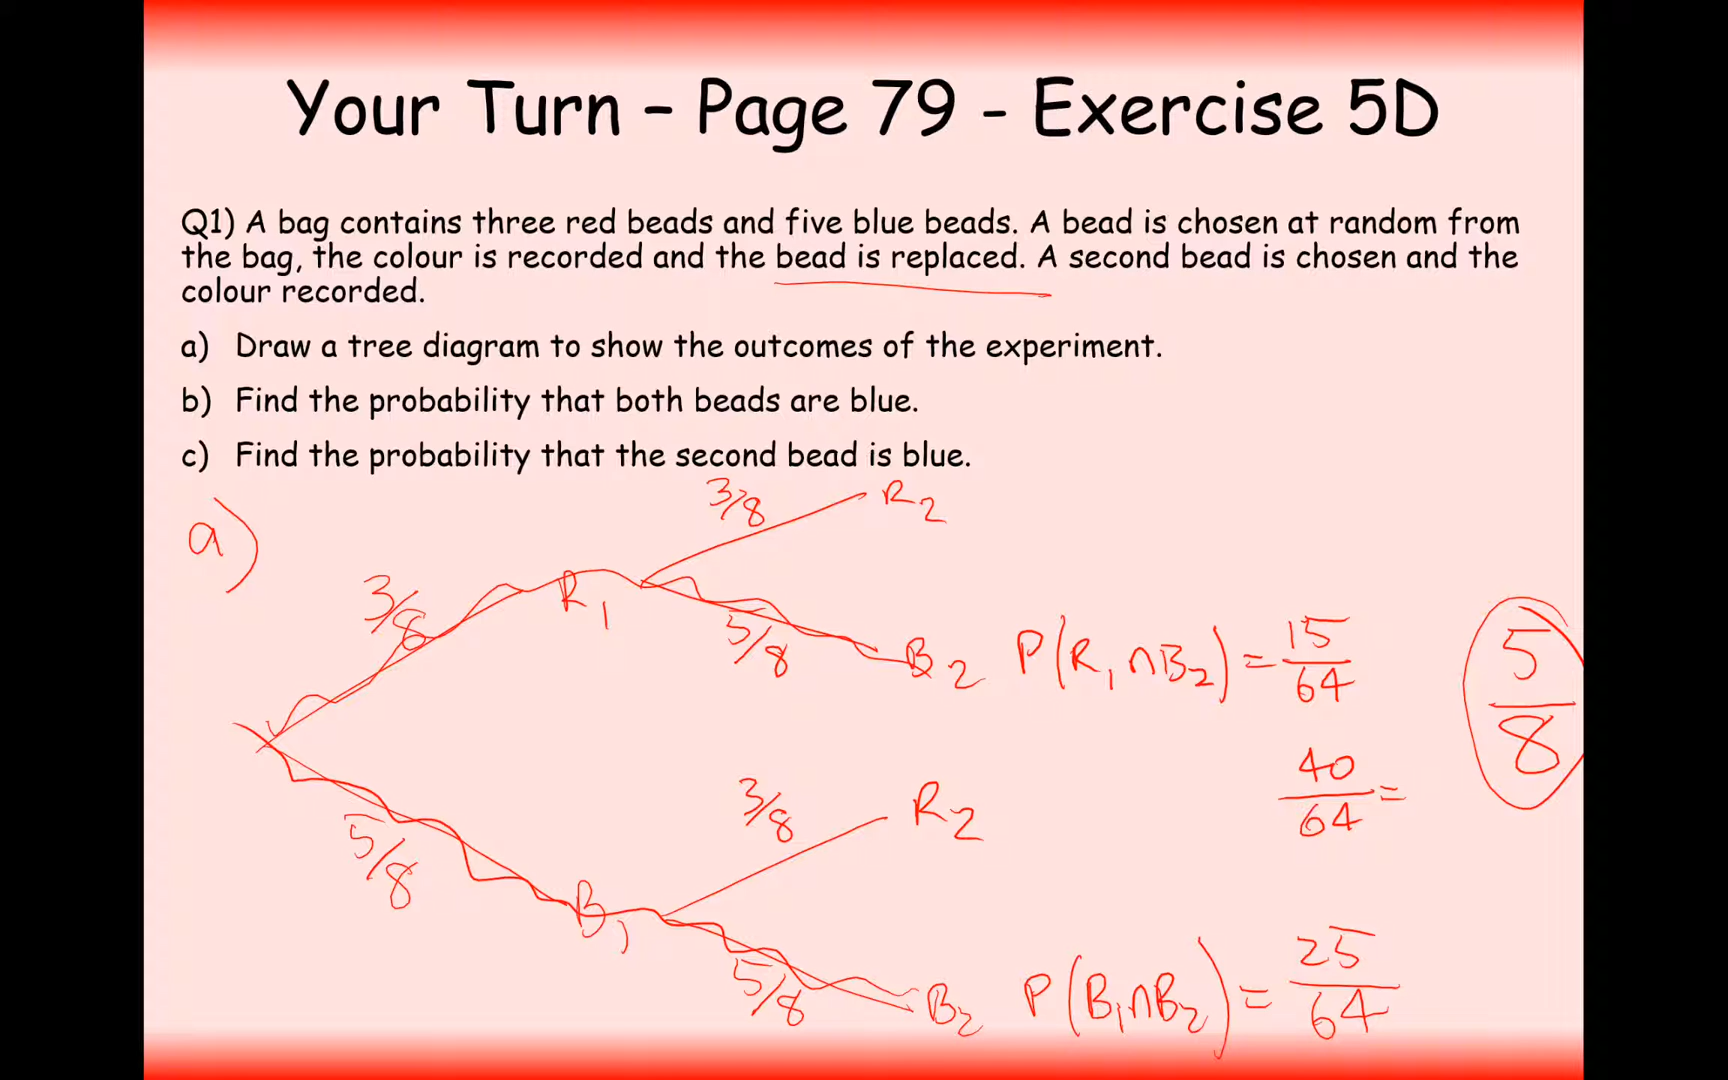 Your Turn – Page 79 - Exercise 5D
Q1) A bag contains three red beads and five blue beads. A bead is chosen at random from
the bag, the colour is recorded and the bead is replaced. A second bead is chosen and the
colour recorded.
a) Draw a tree diagram to show the outcomes of the experiment.
b) Find the probability that both beads are blue.
c) Find the probability that the second bead is blue.
a)
3/8 R₂
3/8 R₁
5/8 B₂ P(R₁∩B₂) = 15/64
5/8
40/64 =
3/8 R₂
5/8 B₁
5/8 B₂ P(B₁∩B₂) = 25/64